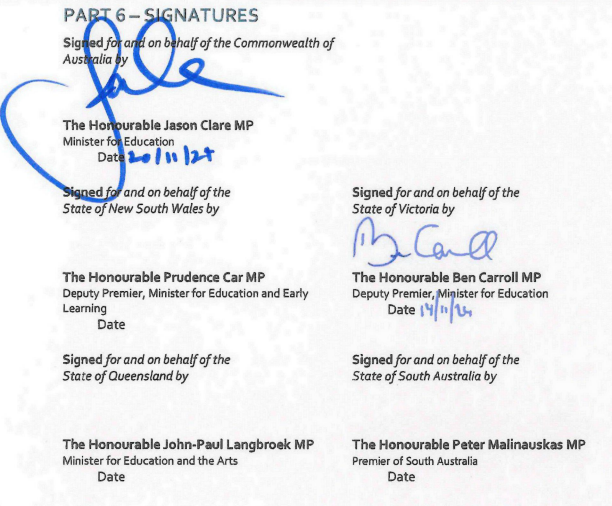 PART 6 – SIGNATURES
Signed for and on behalf of the Commonwealth of
Australia by
The Honourable Jason Clare MP
Minister for Education
Date 20/11/24
Signed for and on behalf of the
State of New South Wales by
The Honourable Prudence Car MP
Deputy Premier, Minister for Education and Early
Learning
Date
Signed for and on behalf of the
State of Victoria by
Ben Carroll
The Honourable Ben Carroll MP
Deputy Premier, Minister for Education
Date 14/11/24
Signed for and on behalf of the
State of Queensland by
The Honourable John-Paul Langbroek MP
Minister for Education and the Arts
Date
Signed for and on behalf of the
State of South Australia by
The Honourable Peter Malinauskas MP
Premier of South Australia
Date